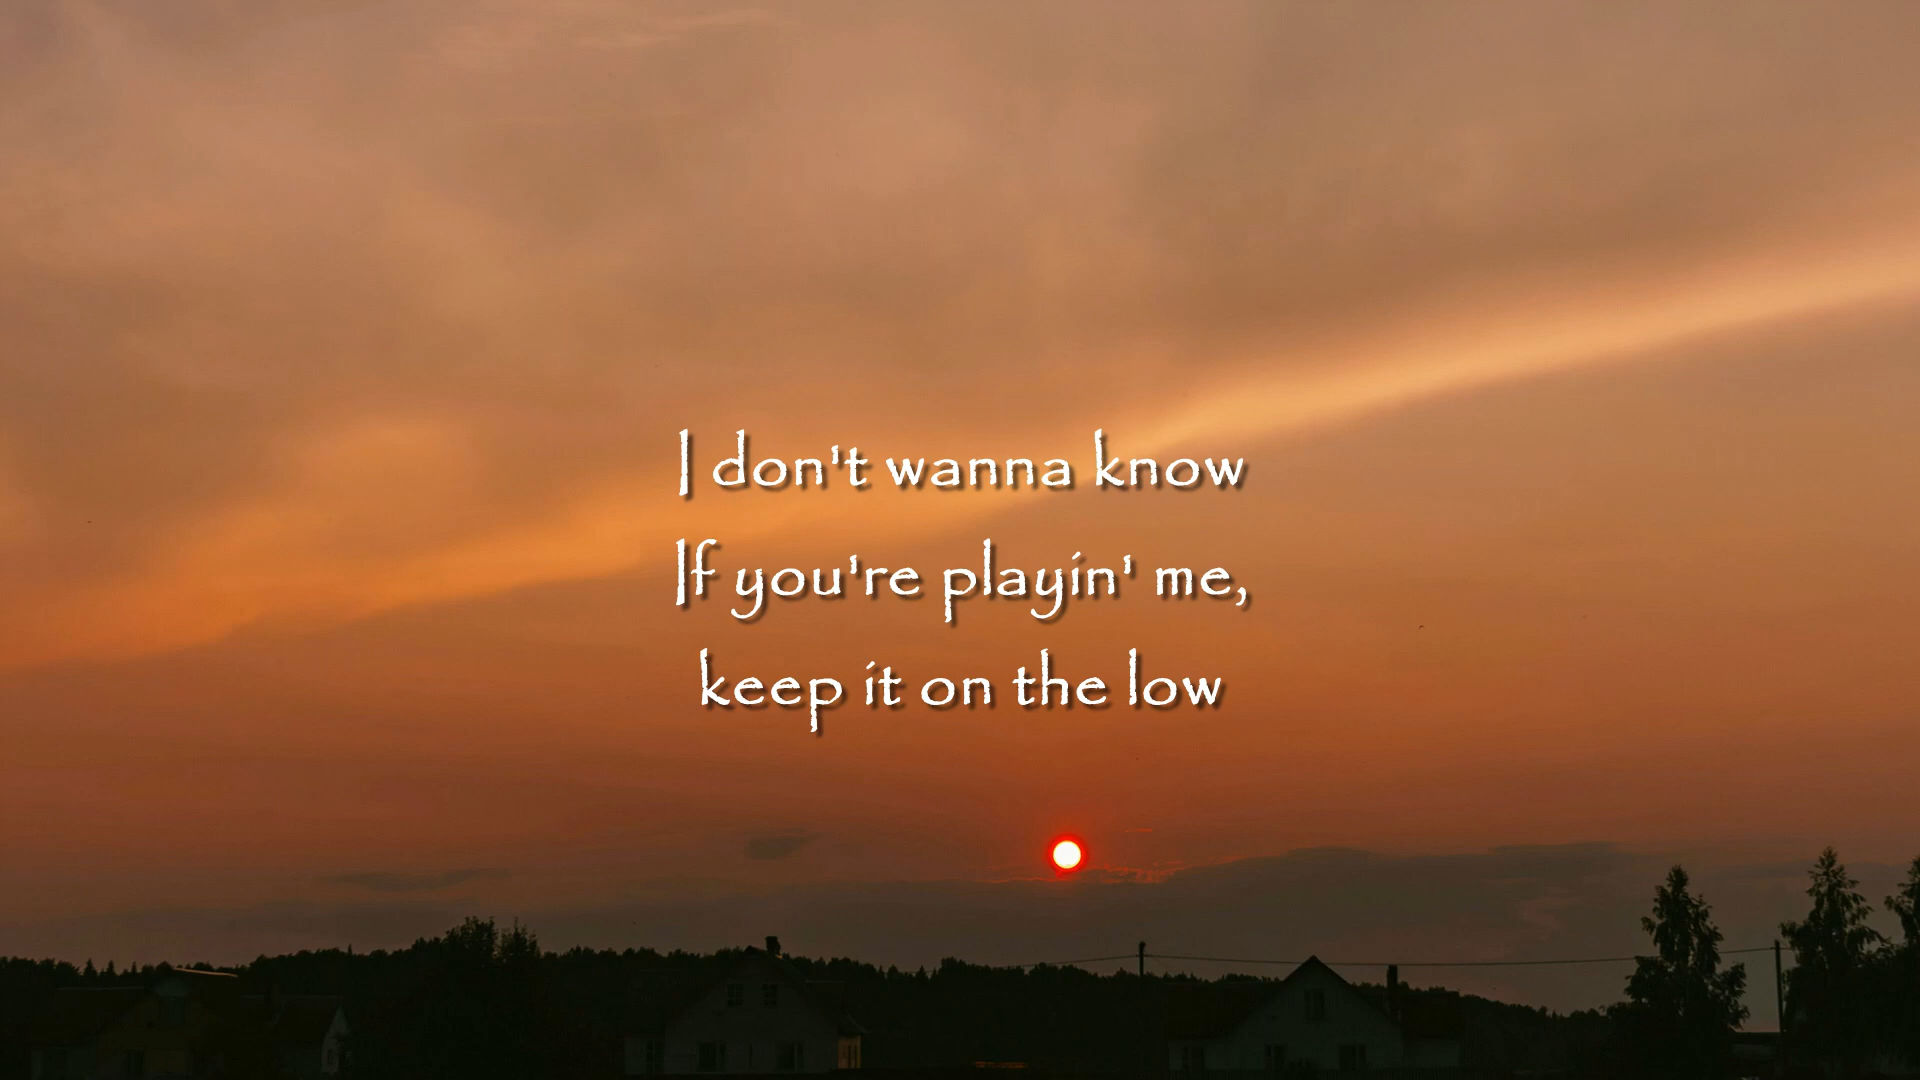 I don't wanna know
If you're playin' me,
keep it on the low